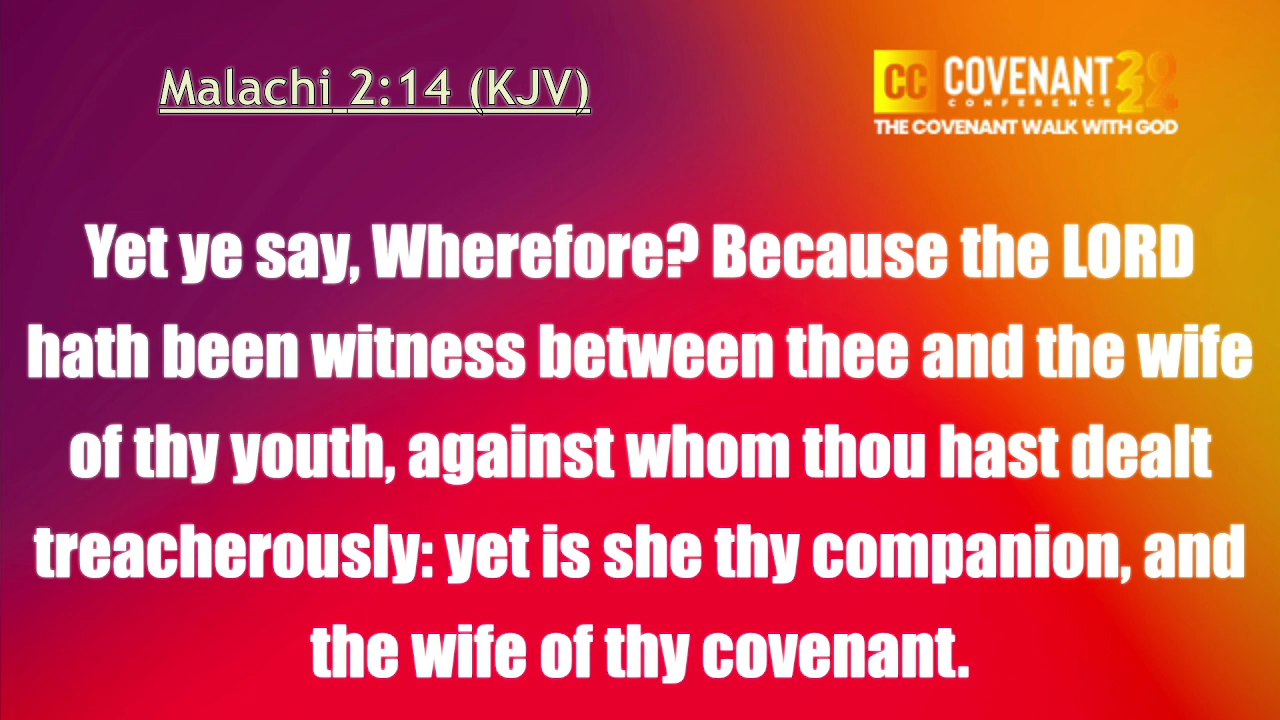 Malachi 2:14 (KJV)
CC COVENANT
CONFERENCE
THE COVENANT WALK WITH GOD
Yet ye say, Wherefore? Because the LORD
hath been witness between thee and the wife
of thy youth, against whom thou hast dealt
treacherously: yet is she thy companion, and
the wife of thy covenant.